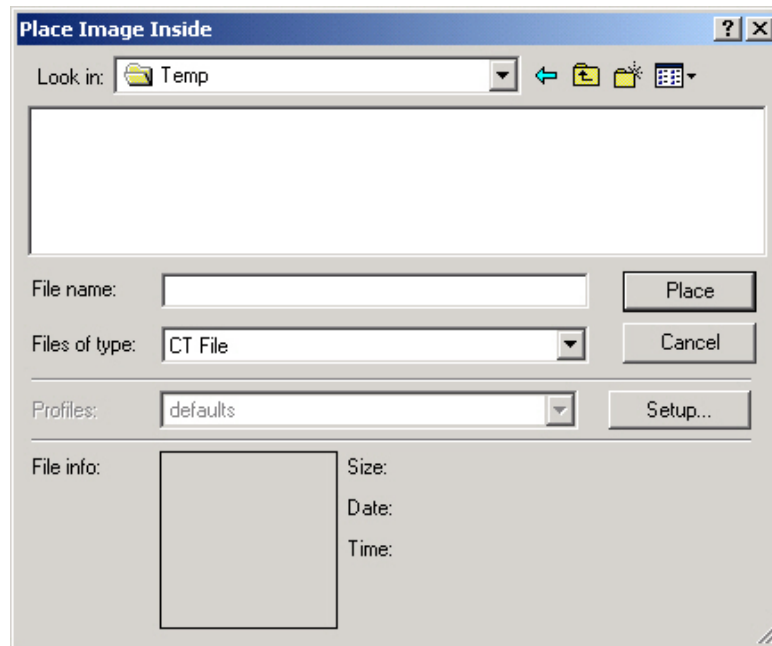 Place Image Inside
Look in: Temp
File name: Place
Files of type: CT File Cancel
Profiles: defaults Setup...
File info: Size:
Date:
Time: